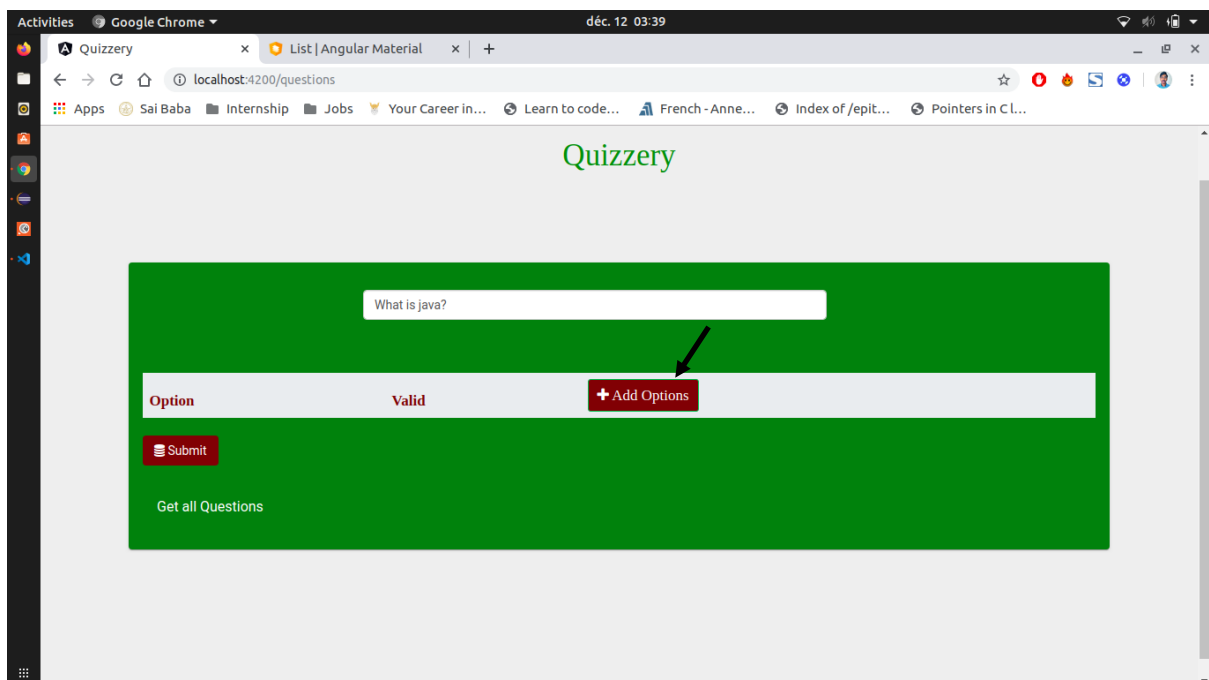 Activities Google Chrome déc. 12 03:39
Quizzery List | Angular Material
localhost:4200/questions
Apps Sai Baba Internship Jobs Your Career in... Learn to code... French - Anne... Index of /epit... Pointers in C l...
Quizzery
What is java?
Option Valid Add Options
Submit
Get all Questions